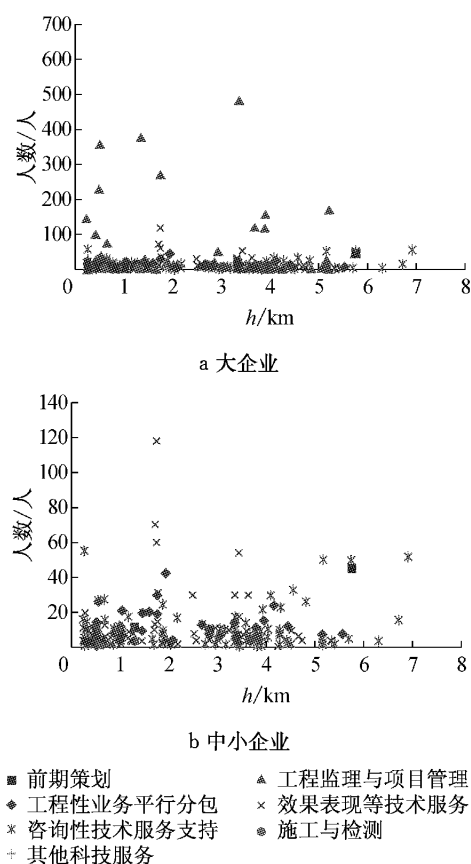 700
600
500
400
300
200
100
0
人数/人
1 2 3 4 5 6 7 8
h/km
a 大企业
140
120
100
80
60
40
20
0
人数/人
1 2 3 4 5 6 7 8
h/km
b 中小企业
前期策划
工程监理与项目管理
工程性业务平行分包
效果表现等技术服务
咨询性技术服务支持
施工与检测
其他科技服务